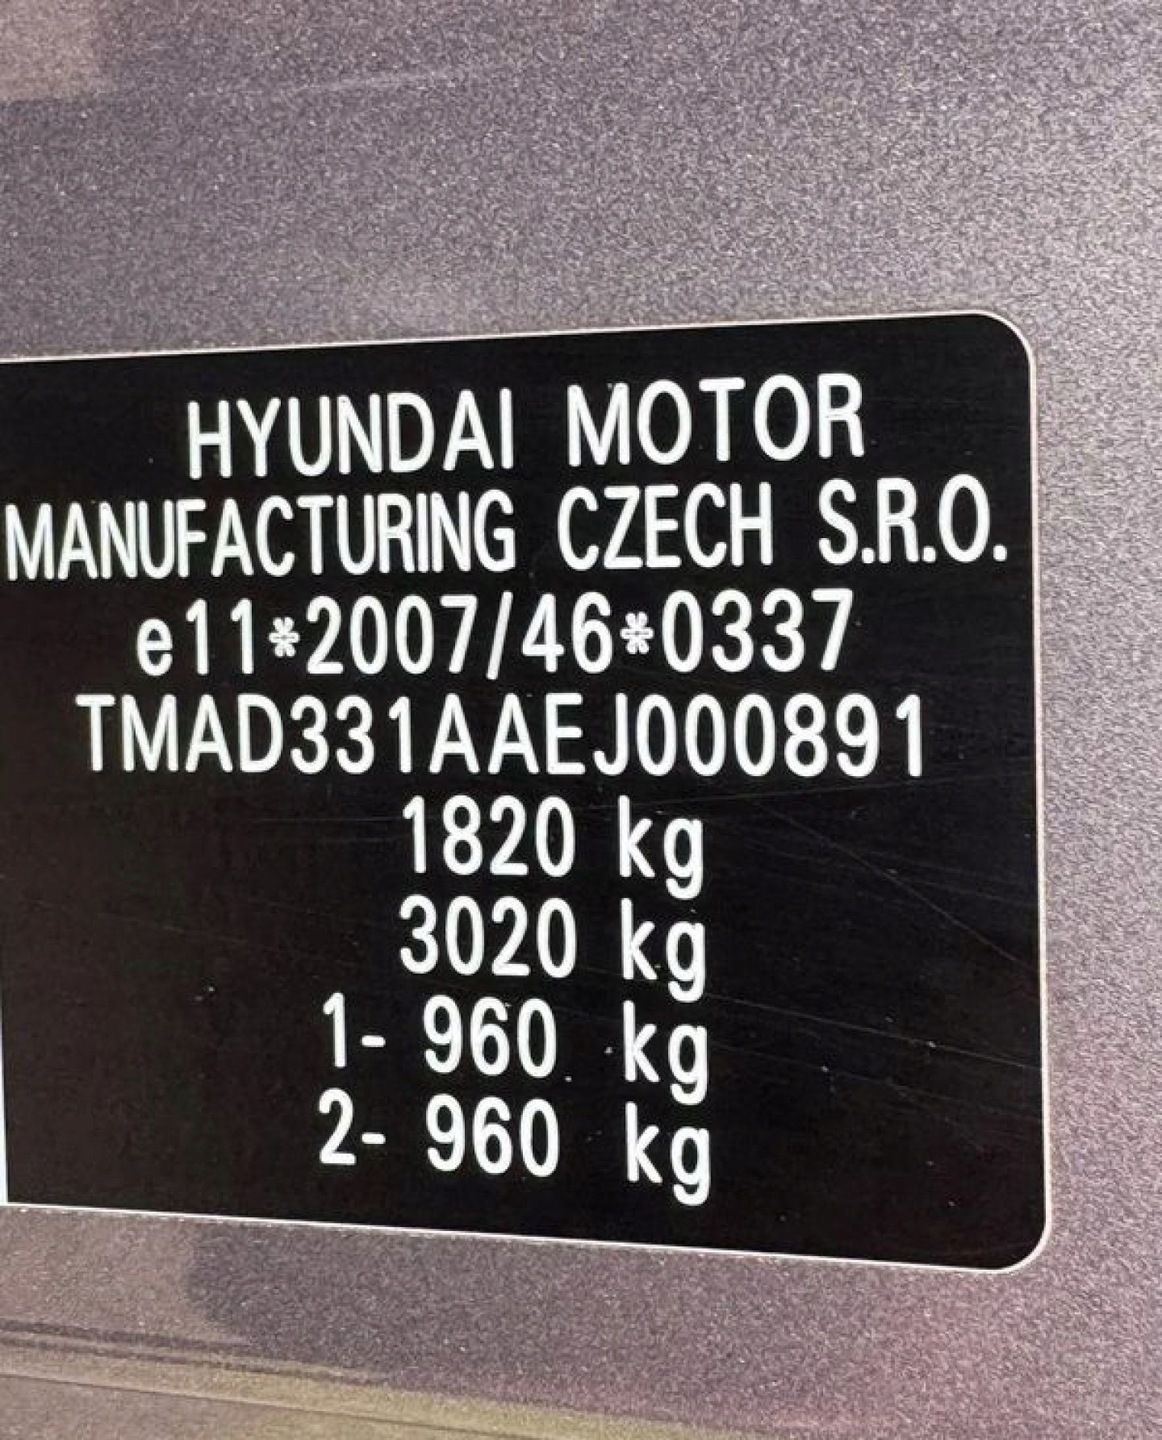 HYUNDAI MOTOR
MANUFACTURING CZECH S.R.O.
e11*2007/46*0337
TMAD331AAEJ000891
1820 kg
3020 kg
1- 960 kg
2- 960 kg